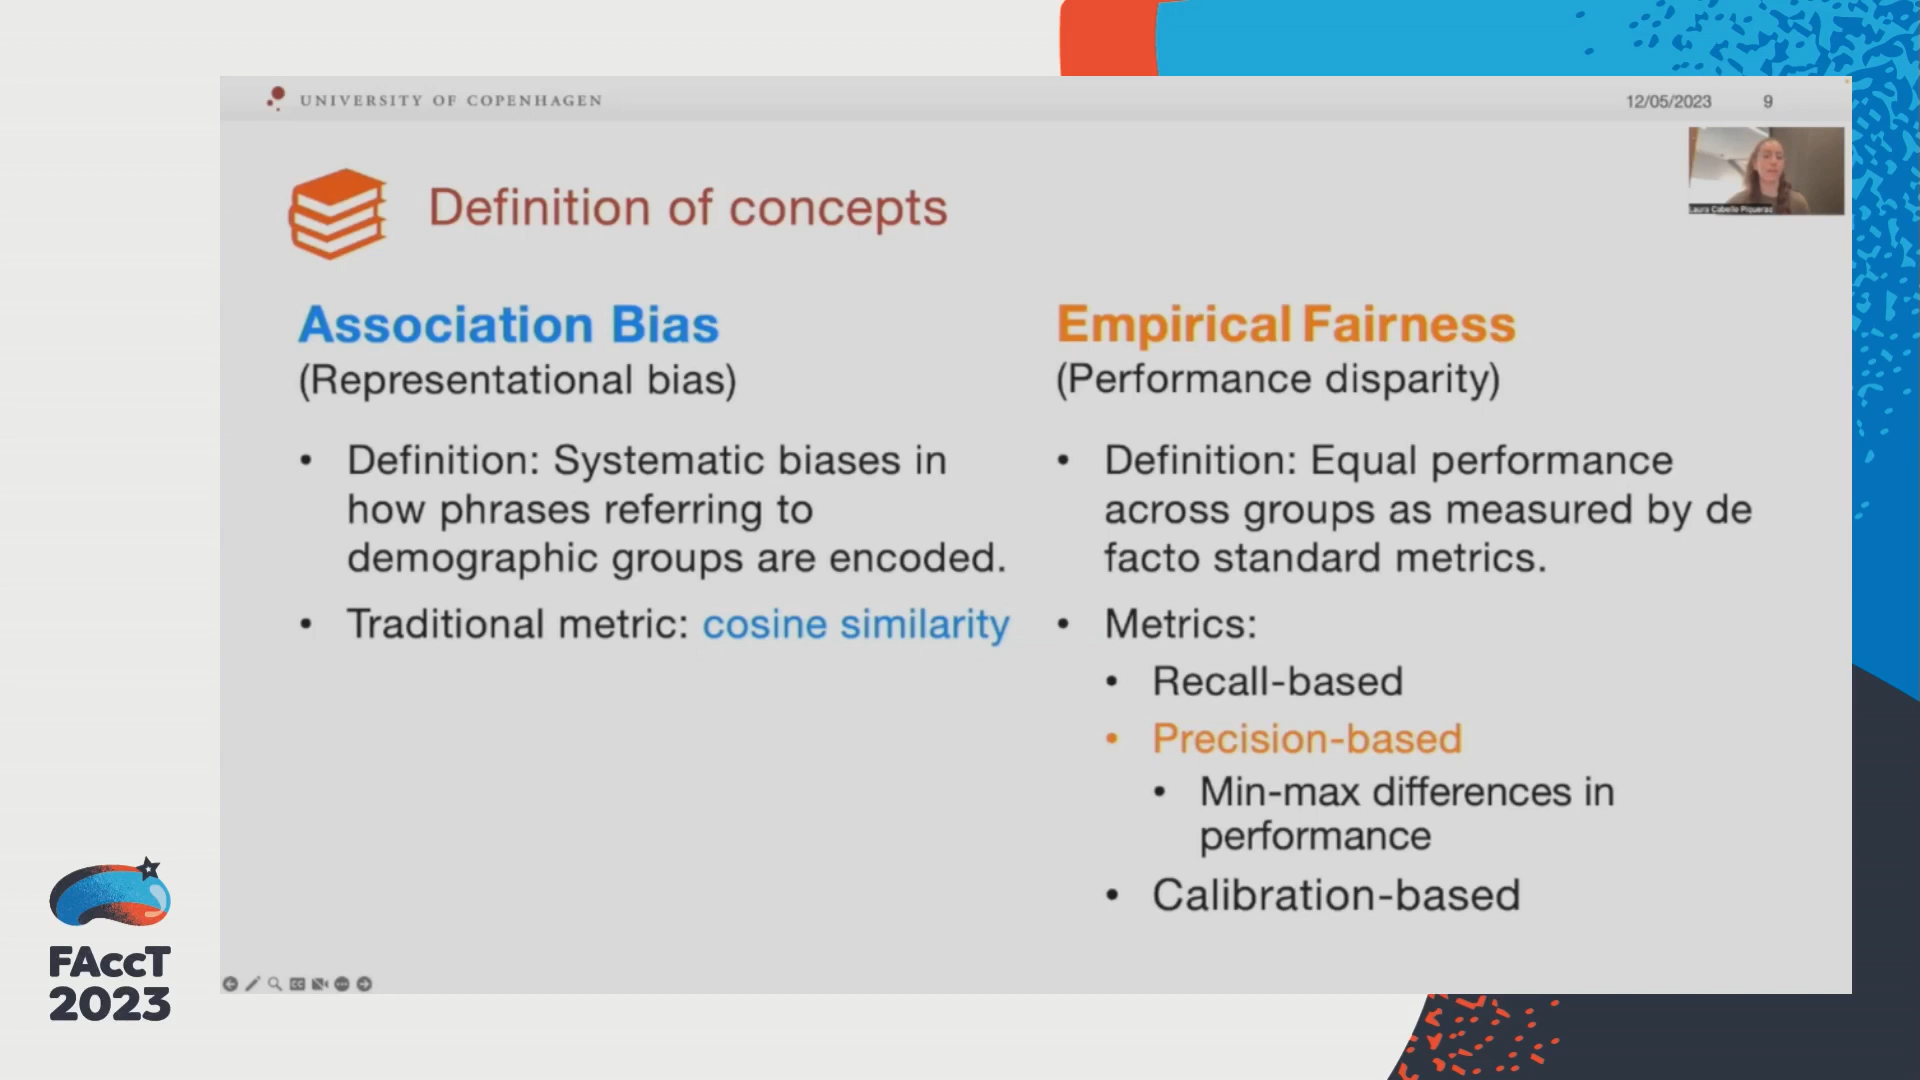 UNIVERSITY OF COPENHAGEN
12/05/2023
9
Laura Cabello Piqueras
Definition of concepts
Association Bias
(Representational bias)
• Definition: Systematic biases in
how phrases referring to
demographic groups are encoded.
• Traditional metric: cosine similarity
Empirical Fairness
(Performance disparity)
• Definition: Equal performance
across groups as measured by de
facto standard metrics.
• Metrics:
• Recall-based
• Precision-based
• Min-max differences in
performance
• Calibration-based
FAccT
2023